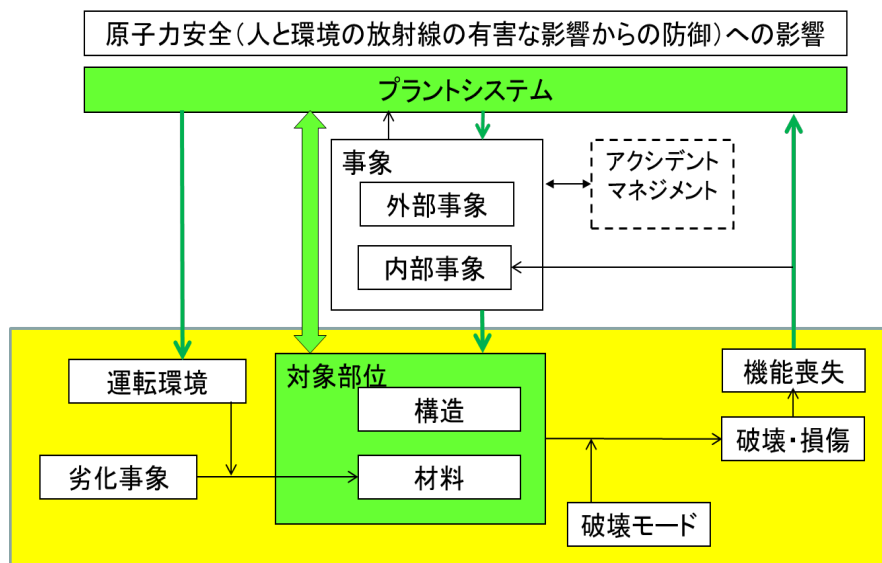 原子力安全(人と環境の放射線の有害な影響からの防御)への影響
プラントシステム
事象
外部事象
内部事象
アクシデント
マネジメント
運転環境
劣化事象
対象部位
構造
材料
破壊モード
機能喪失
破壊・損傷